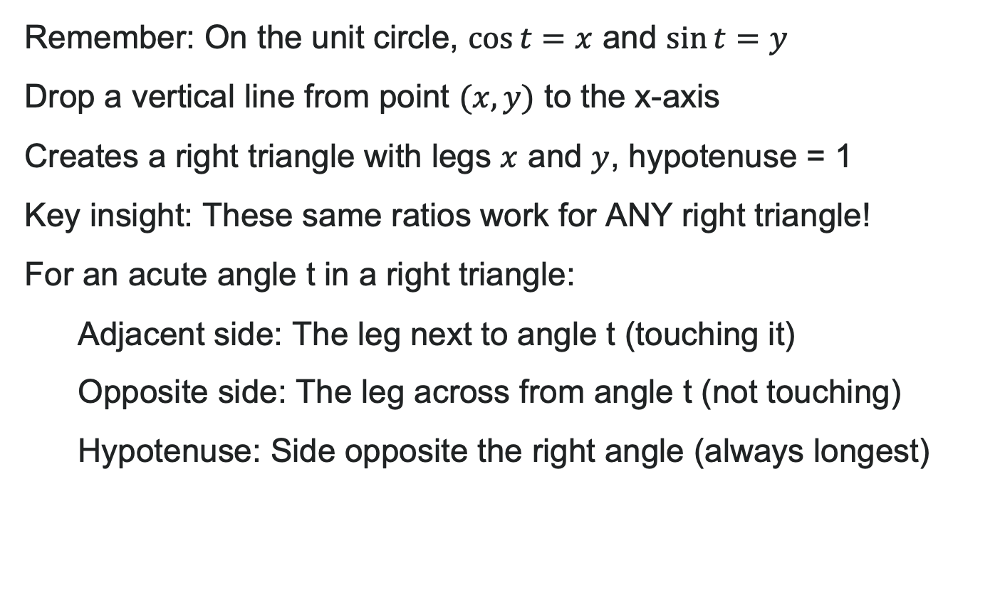 Remember: On the unit circle, cos t = x and sin t = y
Drop a vertical line from point (x, y) to the x-axis
Creates a right triangle with legs x and y, hypotenuse = 1
Key insight: These same ratios work for ANY right triangle!
For an acute angle t in a right triangle:
Adjacent side: The leg next to angle t (touching it)
Opposite side: The leg across from angle t (not touching)
Hypotenuse: Side opposite the right angle (always longest)